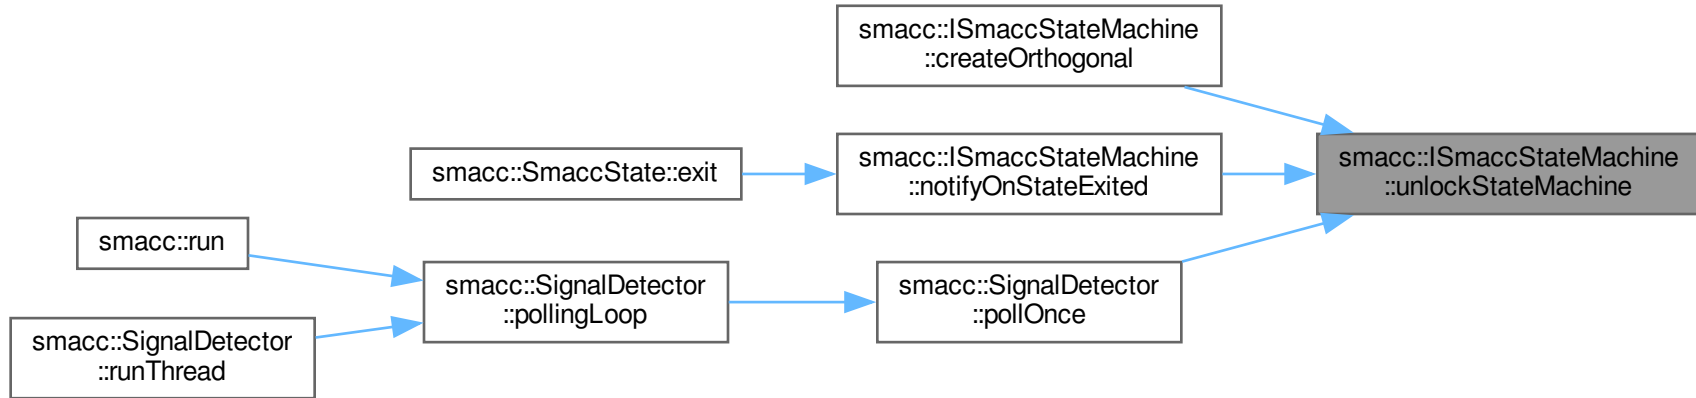 smacc::ISmaccStateMachine
::createOrthogonal
smacc::SmaccState::exit
smacc::ISmaccStateMachine
::notifyOnStateExited
smacc::ISmaccStateMachine
::unlockStateMachine
smacc::run
smacc::SignalDetector
::pollingLoop
smacc::SignalDetector
::pollOnce
smacc::SignalDetector
::runThread